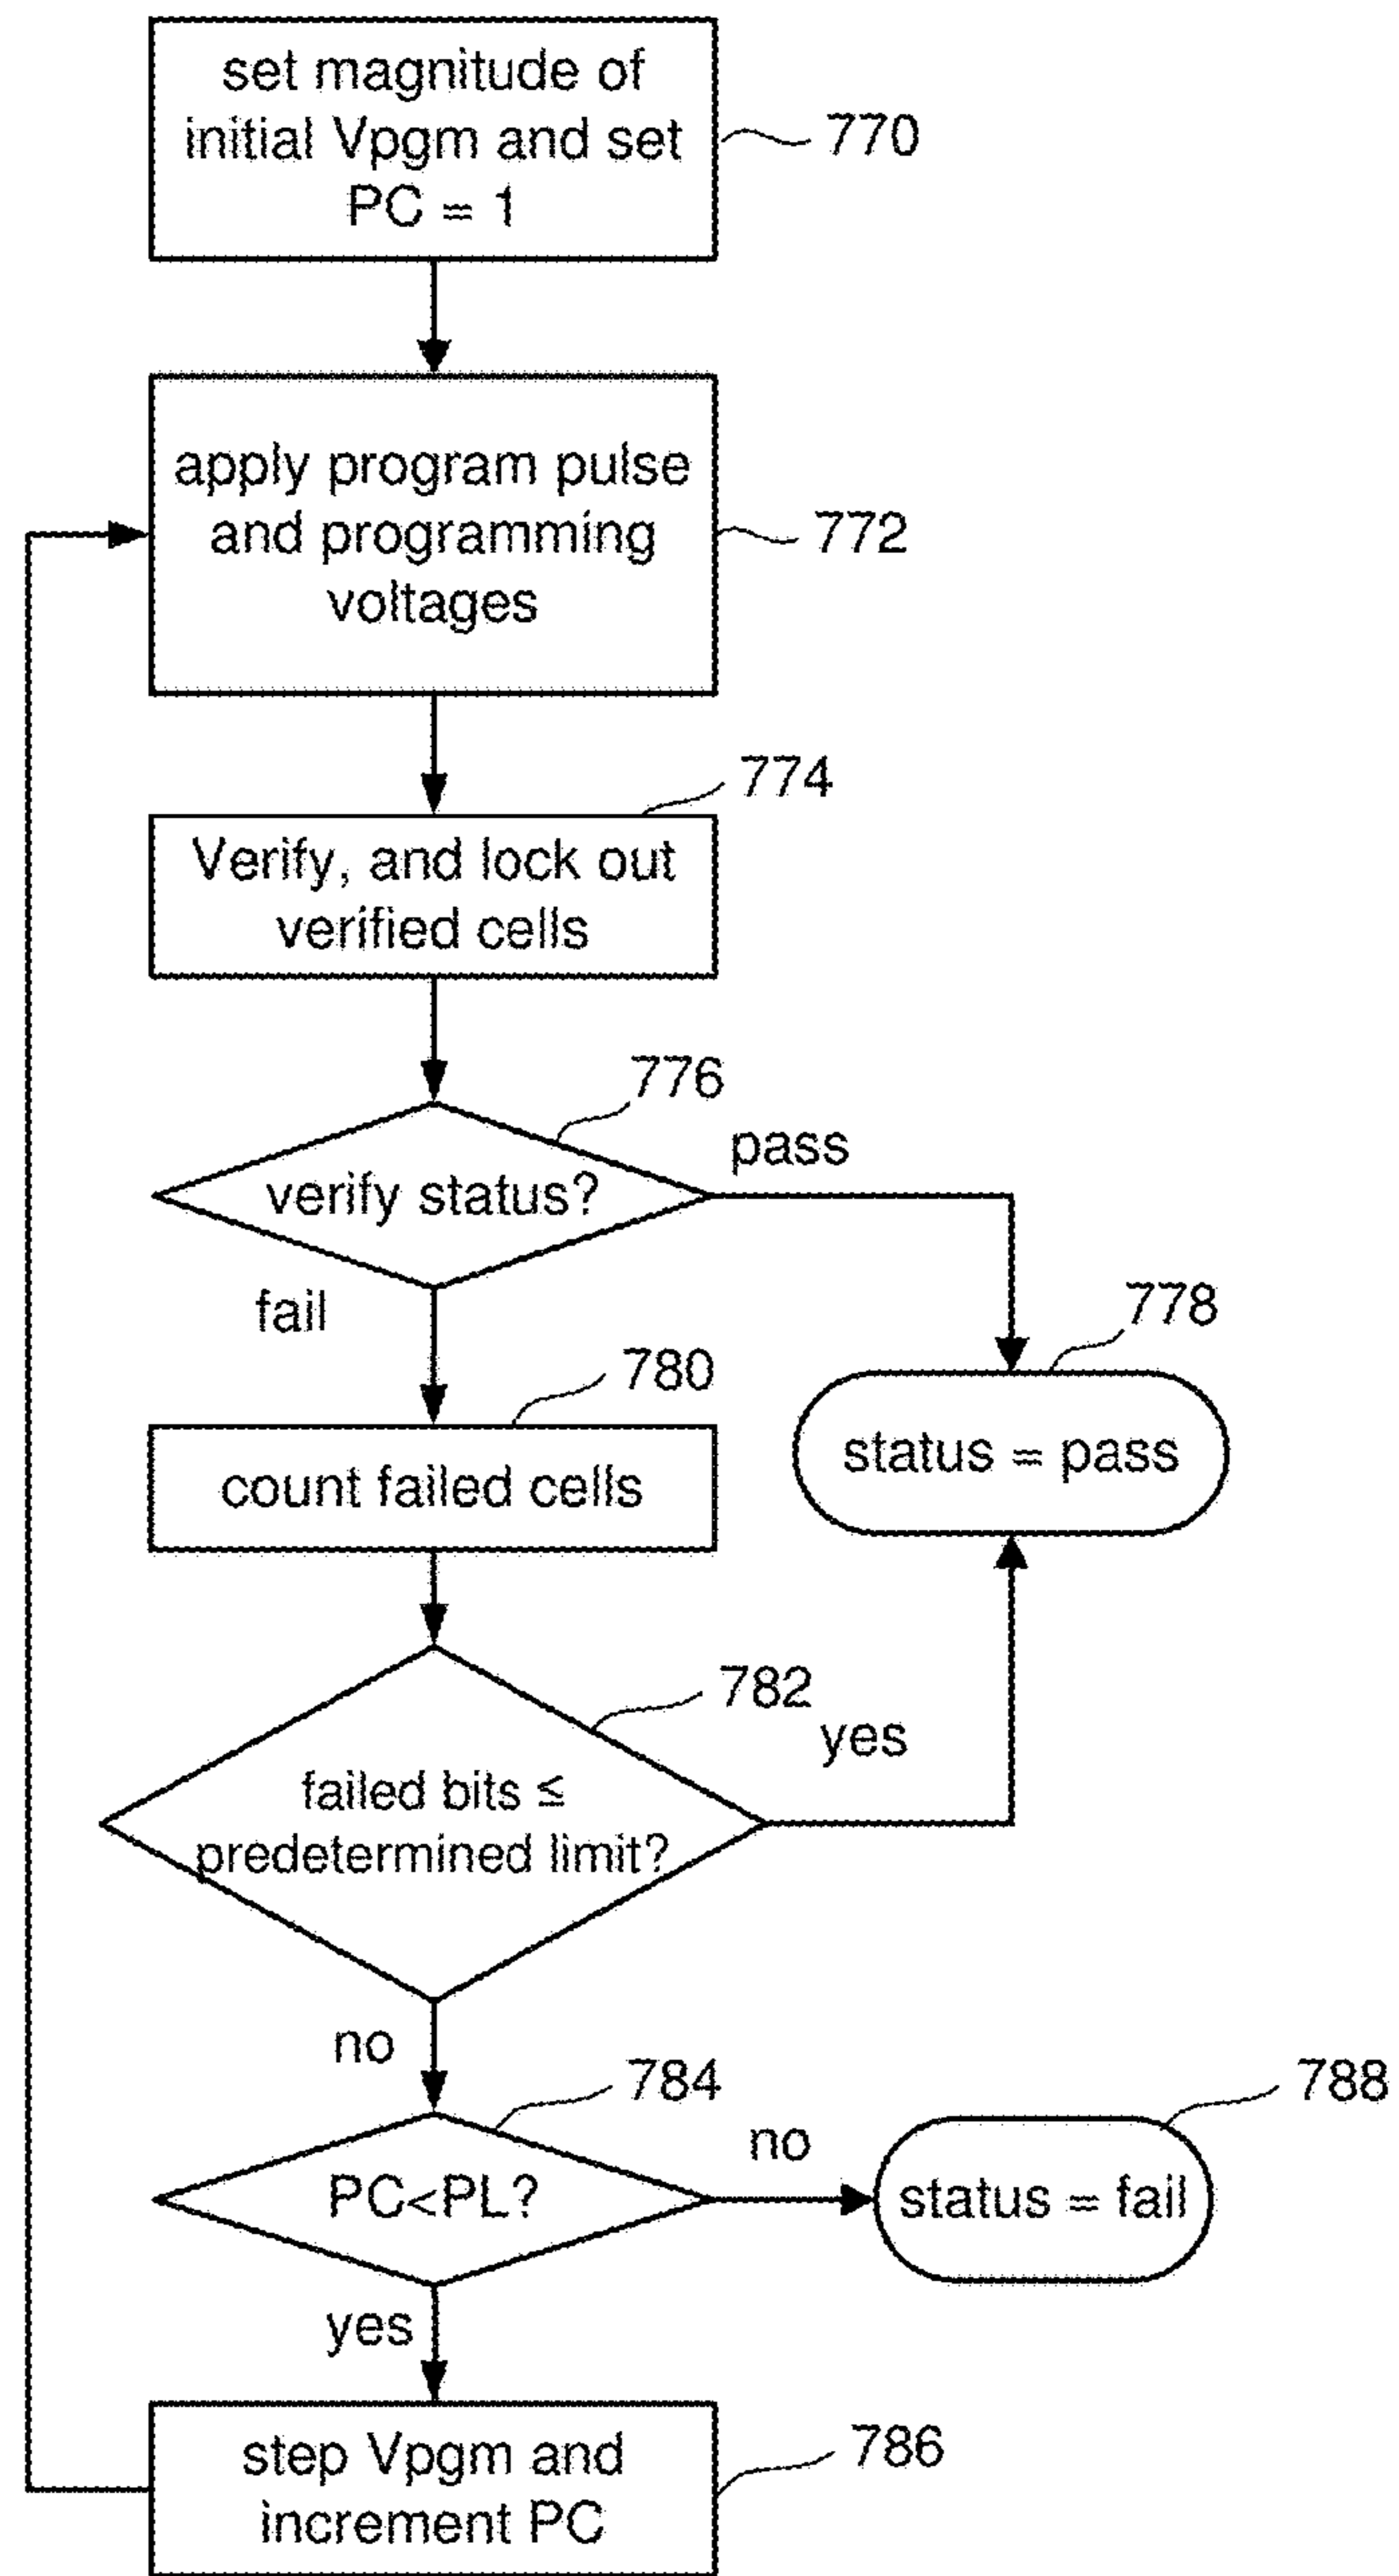 set magnitude of
initial Vpgm and set
PC = 1
770
apply program pulse
and programming
voltages
772
774
Verify, and lock out
verified cells
776
pass
verify status?
fail
778
780
status = pass
count failed cells
782
yes
failed bits ≤
predetermined limit?
no
784
788
no
PC<PL?
status = fail
yes
step Vpgm and
increment PC
786